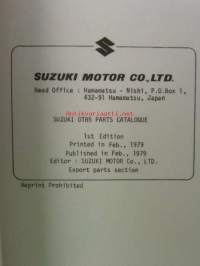 SUZUKI MOTOR CO.,LTD.
Head Office : Hamamatsu - Nishi, P.O.Box 1,
432-91 Hamamatsu, Japan
SUZUKI DT85 PARTS CATALOGUE
1st Edition
Printed in Feb., 1979
Published in Feb., 1979
Editor : SUZUKI MOTOR Co., LTD.
Export parts section
Reprint Prohibited